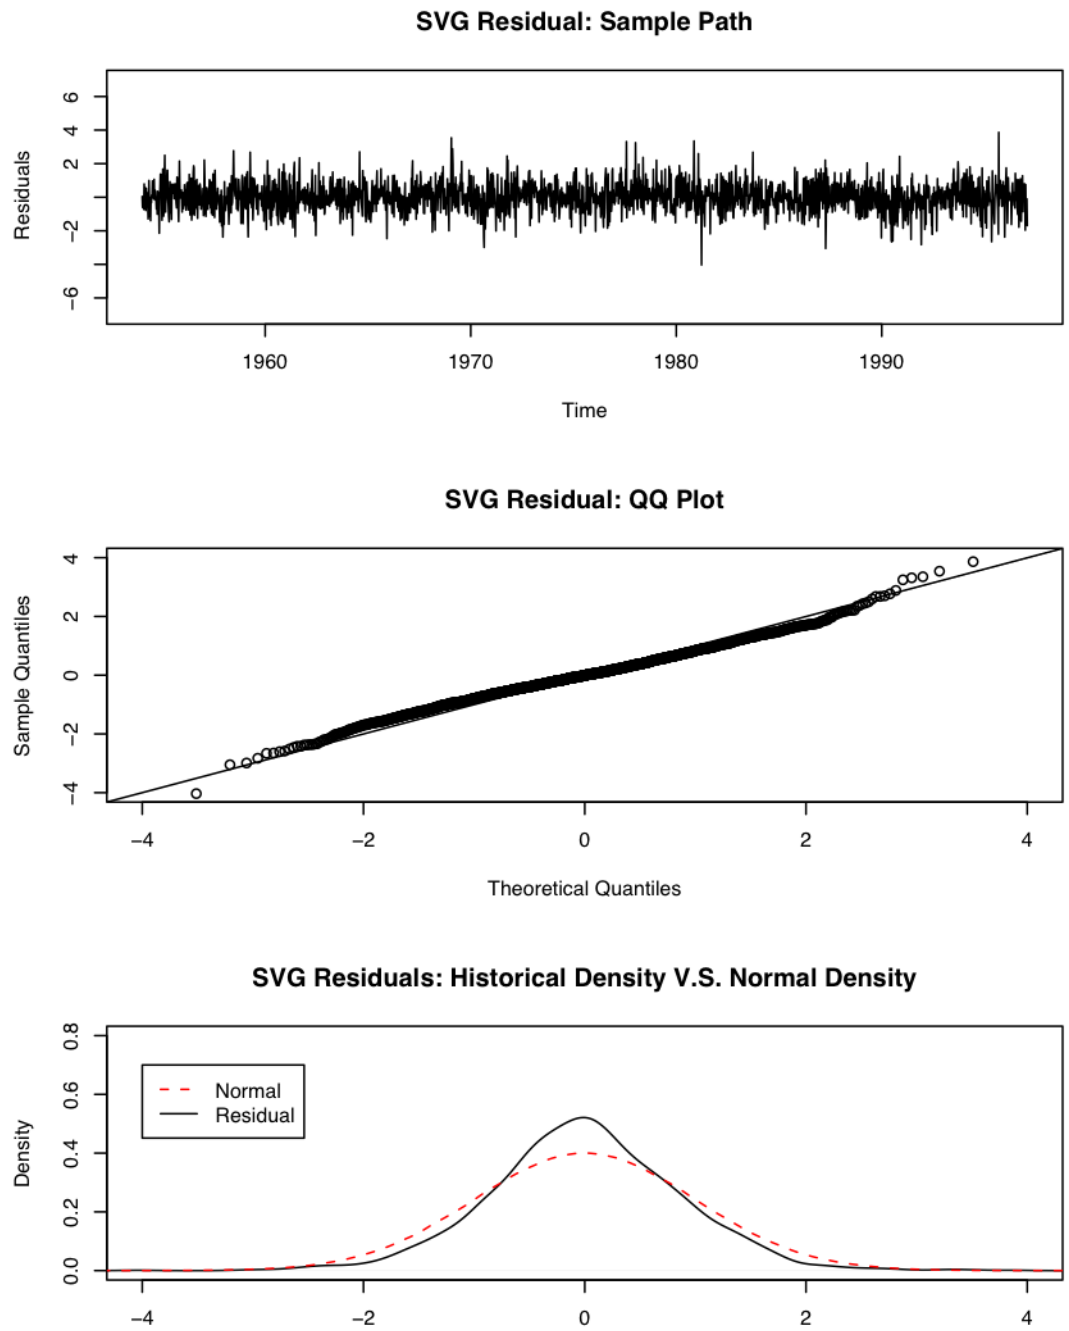 SVG Residual: Sample Path
6
4
2
−2
−6
Residuals
1960 1970 1980 1990
Time
SVG Residual: QQ Plot
4
2
0
−2
−4
Sample Quantiles
−4 −2 0 2 4
Theoretical Quantiles
SVG Residuals: Historical Density V.S. Normal Density
0.8
0.6
0.4
0.2
0.0
Density
Normal
Residual
−4 −2 0 2 4